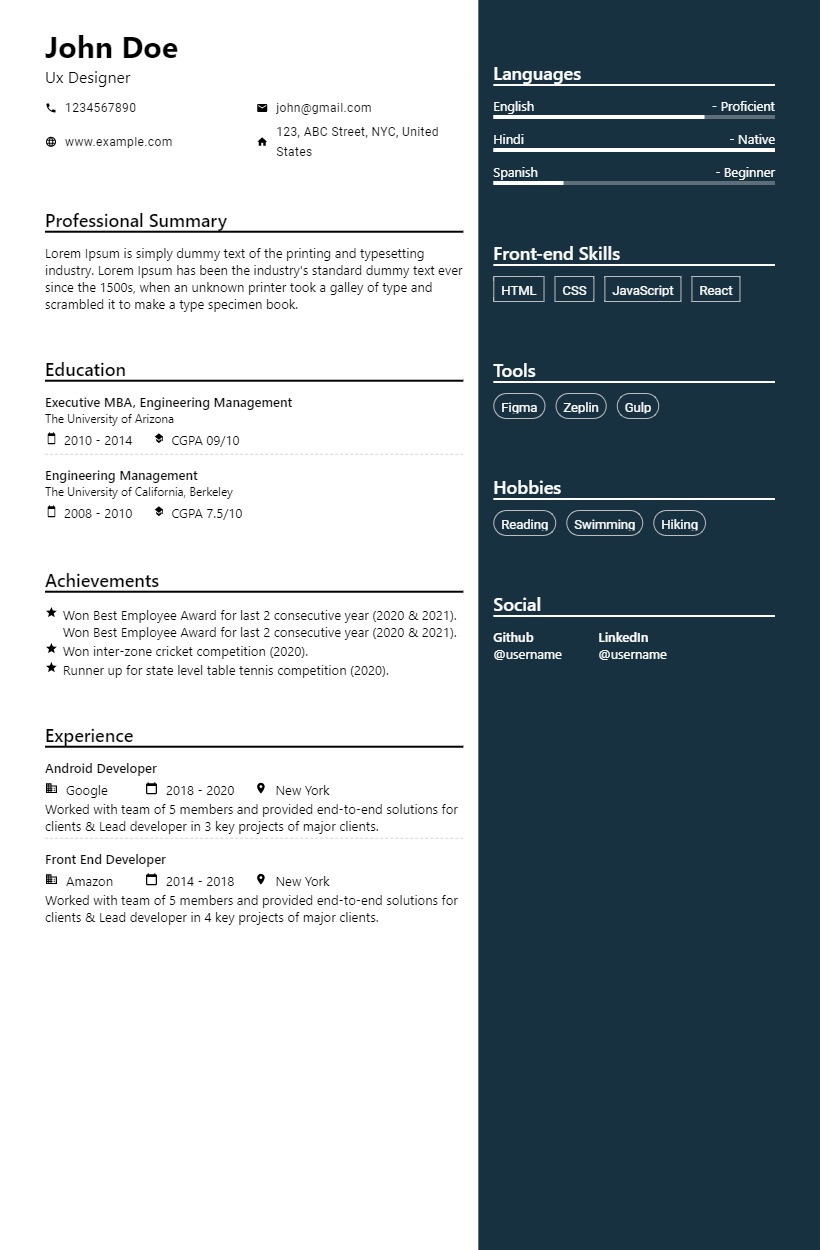 John Doe
Ux Designer
1234567890
john@gmail.com
www.example.com
123, ABC Street, NYC, United
States
Professional Summary
Lorem Ipsum is simply dummy text of the printing and typesetting
industry. Lorem Ipsum has been the industry's standard dummy text ever
since the 1500s, when an unknown printer took a galley of type and
scrambled it to make a type specimen book.
Education
Executive MBA, Engineering Management
The University of Arizona
2010 - 2014 CGPA 09/10
Engineering Management
The University of California, Berkeley
2008 - 2010 CGPA 7.5/10
Achievements
Won Best Employee Award for last 2 consecutive year (2020 & 2021).
Won Best Employee Award for last 2 consecutive year (2020 & 2021).
Won inter-zone cricket competition (2020).
Runner up for state level table tennis competition (2020).
Experience
Android Developer
Google 2018 - 2020 New York
Worked with team of 5 members and provided end-to-end solutions for
clients & Lead developer in 3 key projects of major clients.
Front End Developer
Amazon 2014 - 2018 New York
Worked with team of 5 members and provided end-to-end solutions for
clients & Lead developer in 4 key projects of major clients.
Languages
English - Proficient
Hindi - Native
Spanish - Beginner
Front-end Skills
HTML CSS JavaScript React
Tools
Figma Zeplin Gulp
Hobbies
Reading Swimming Hiking
Social
Github LinkedIn
@username @username